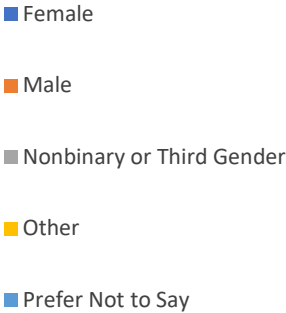 Female
Male
Nonbinary or Third Gender
Other
Prefer Not to Say